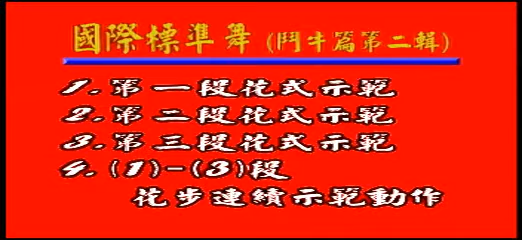 國際標準舞(鬥牛篇第二輯)
1.第一段花式示範
2.第二段花式示範
3.第三段花式示範
4.(1)-(3)段
花步連續示範動作